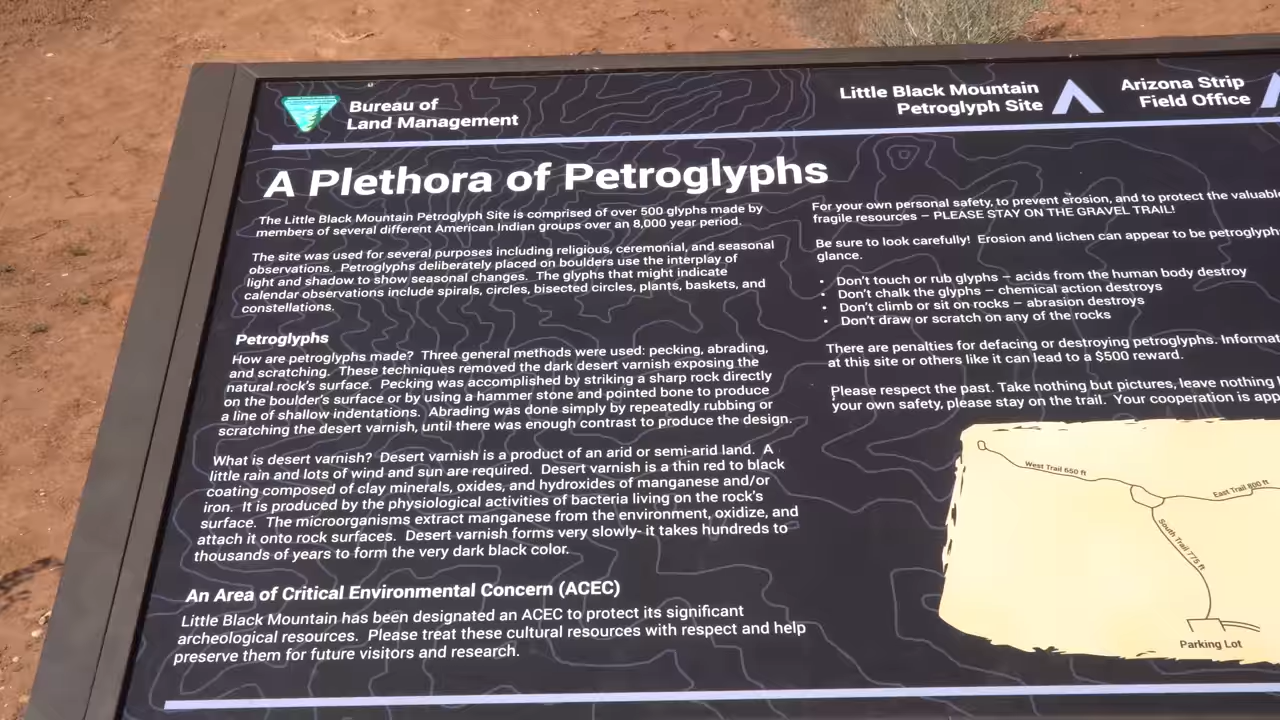 Bureau of
Land Management
Little Black Mountain
Petroglyph Site
Arizona Strip
Field Office
A Plethora of Petroglyphs
The Little Black Mountain Petroglyph Site is comprised of over 500 glyphs made by
members of several different American Indian groups over an 8,000 year period.
The site was used for several purposes including religious, ceremonial, and seasonal
observations. Petroglyphs deliberately placed on boulders use the interplay of
light and shadow to show seasonal changes. The glyphs that might indicate
calendar observations include spirals, circles, bisected circles, plants, baskets, and
constellations.
Petroglyphs
How are petroglyphs made? Three general methods were used: pecking, abrading,
and scratching. These techniques removed the dark desert varnish exposing the
natural rock's surface. Pecking was accomplished by striking a sharp rock directly
on the boulder's surface or by using a hammer stone and pointed bone to produce
a line of shallow indentations. Abrading was done simply by repeatedly rubbing or
scratching the desert varnish, until there was enough contrast to produce the design.
What is desert varnish? Desert varnish is a product of an arid or semi-arid land. A
little rain and lots of wind and sun are required. Desert varnish is a thin red to black
coating composed of clay minerals, oxides, and hydroxides of manganese and/or
iron. It is produced by the physiological activities of bacteria living on the rock's
surface. The microorganisms extract manganese from the environment, oxidize, and
attach it onto rock surfaces. Desert varnish forms very slowly- it takes hundreds to
thousands of years to form the very dark black color.
An Area of Critical Environmental Concern (ACEC)
Little Black Mountain has been designated an ACEC to protect its significant
archeological resources. Please treat these cultural resources with respect and help
preserve them for future visitors and research.
For your own personal safety, to prevent erosion, and to protect the valuabl
fragile resources – PLEASE STAY ON THE GRAVEL TRAIL!
Be sure to look carefully! Erosion and lichen can appear to be petroglyph
glance.
• Don't touch or rub glyphs – acids from the human body destroy
• Don't chalk the glyphs – chemical action destroys
• Don't climb or sit on rocks – abrasion destroys
• Don't draw or scratch on any of the rocks
There are penalties for defacing or destroying petroglyphs. Informat
at this site or others like it can lead to a $500 reward.
Please respect the past. Take nothing but pictures, leave nothing
your own safety, please stay on the trail. Your cooperation is app
West Trail 650 ft
East Trail 800 ft
South Trail 775 ft
Parking Lot